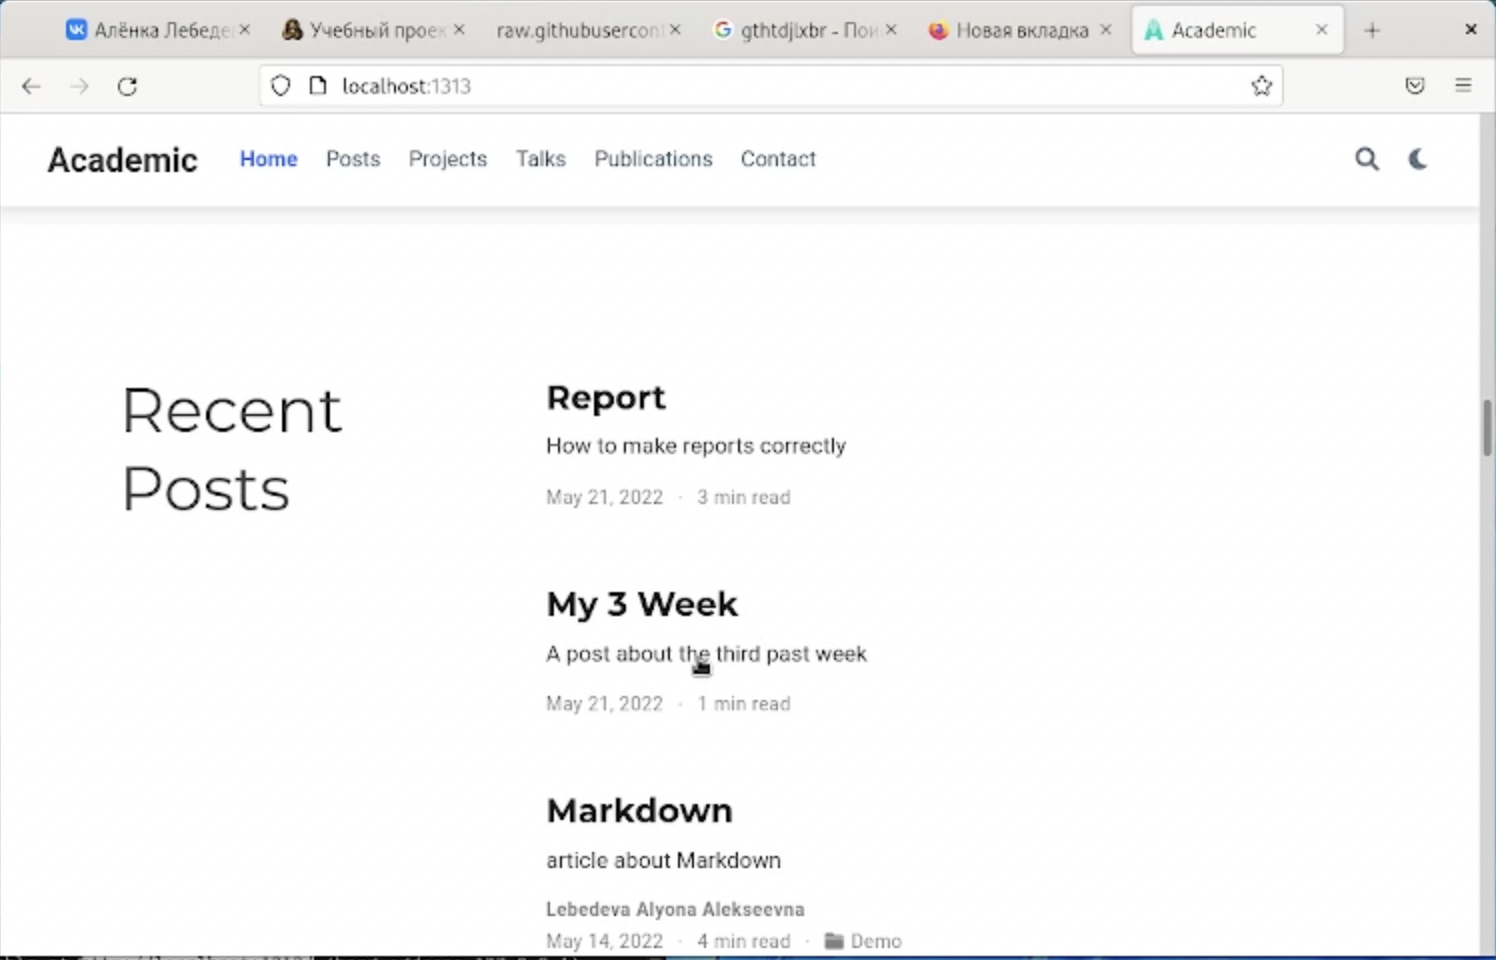 Алёнка Лебеде
Учебный проек
raw.githubusercont
gthtdjlxbr - Пои
Новая вкладка
Academic
localhost:1313
Academic
Home
Posts
Projects
Talks
Publications
Contact
Recent
Posts
Report
How to make reports correctly
May 21, 2022 · 3 min read
My 3 Week
A post about the third past week
May 21, 2022 · 1 min read
Markdown
article about Markdown
Lebedeva Alyona Alekseevna
May 14, 2022 · 4 min read · Demo